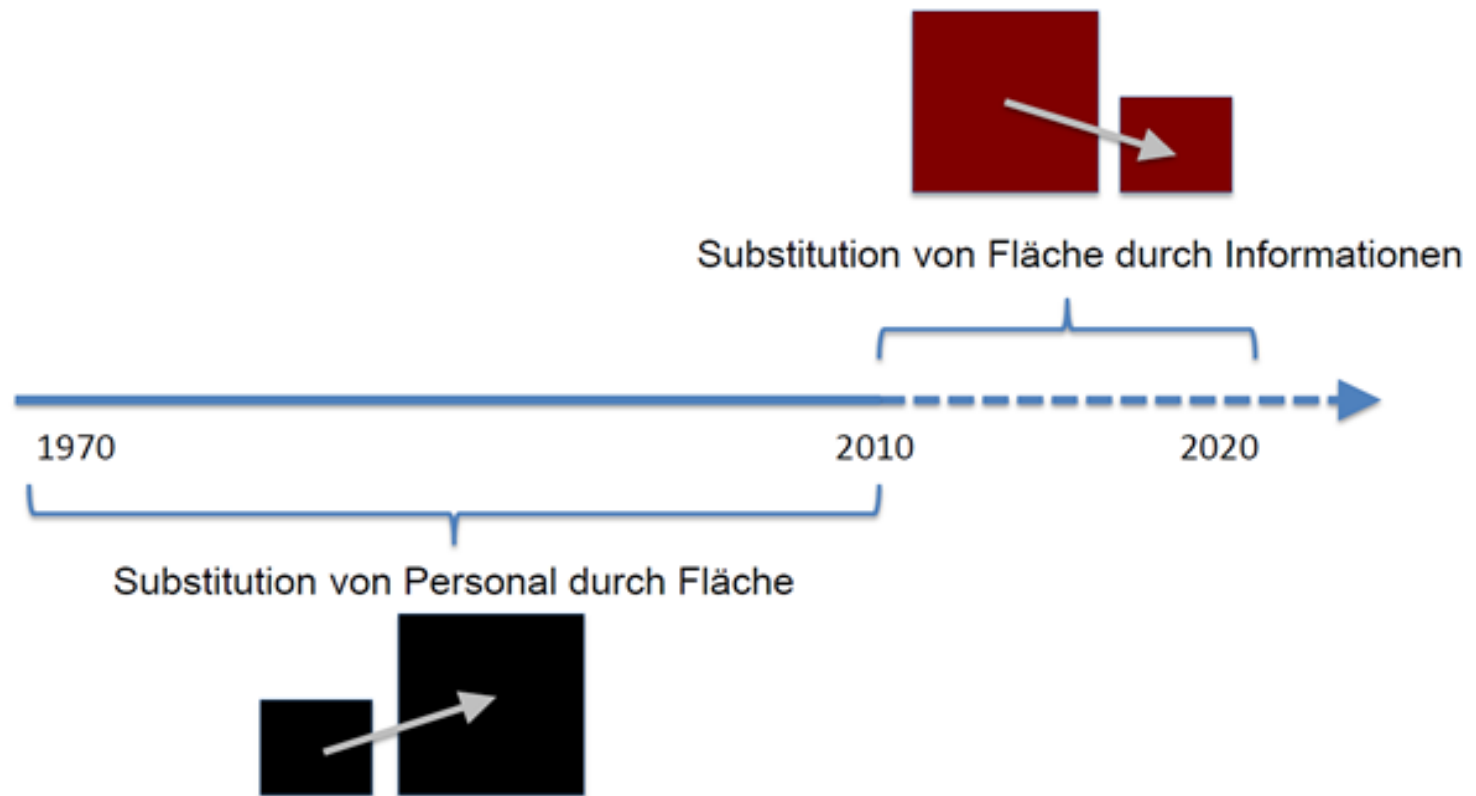 Substitution von Fläche durch Informationen
1970 2010 2020
Substitution von Personal durch Fläche